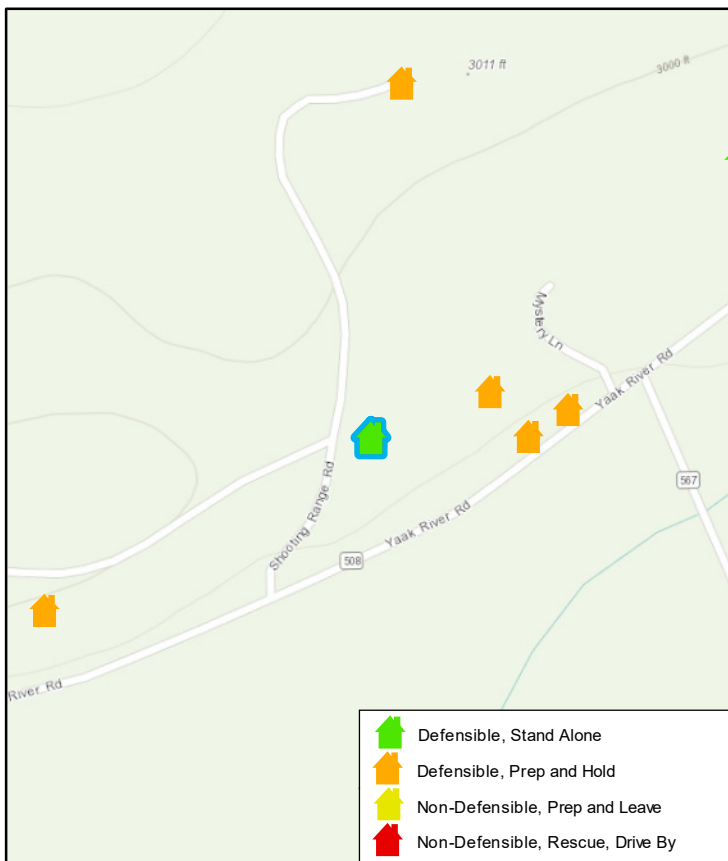 3011 ft
3000 ft
Mystery Ln
Yaak River Rd
567
Shooting Range Rd
Yaak River Rd
508
River Rd
Defensible, Stand Alone
Defensible, Prep and Hold
Non-Defensible, Prep and Leave
Non-Defensible, Rescue, Drive By